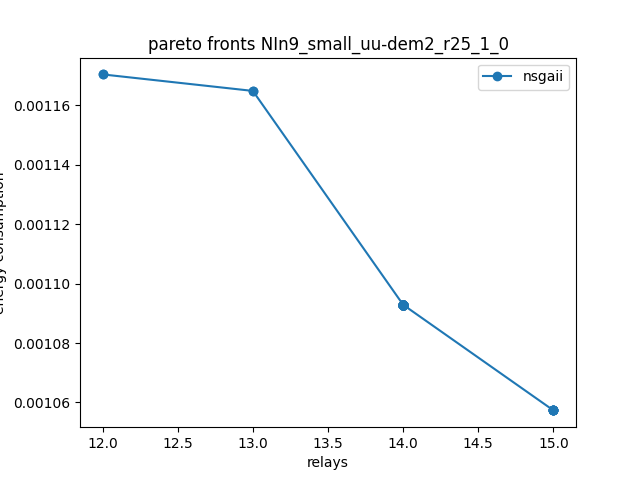 pareto fronts NIn9_small_uu-dem2_r25_1_0
nsgaii
0.00116
0.00114
0.00112
0.00110
0.00108
0.00106
energy consumption
12.0 12.5 13.0 13.5 14.0 14.5 15.0
relays